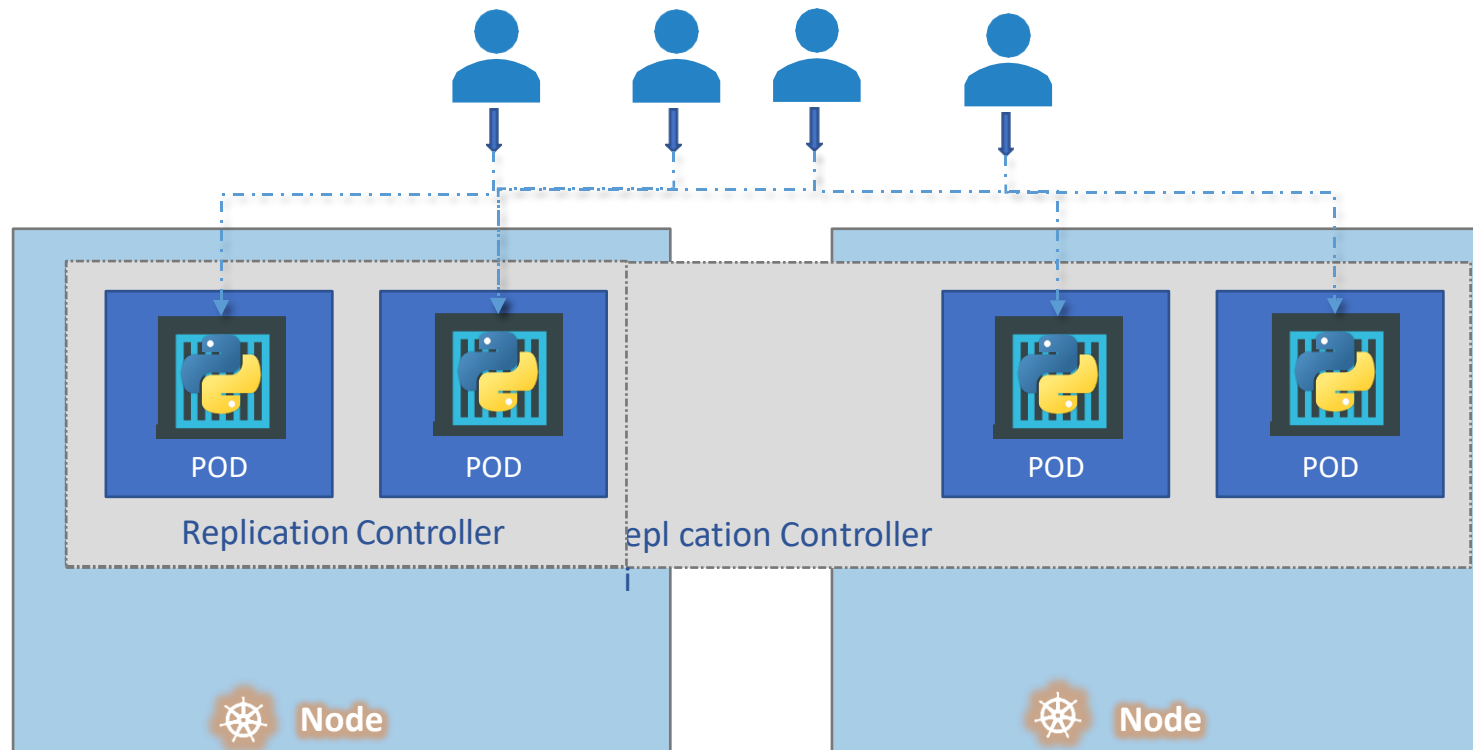 POD
POD
POD
POD
Replication Controller
epl cation Controller
i
Node
Node